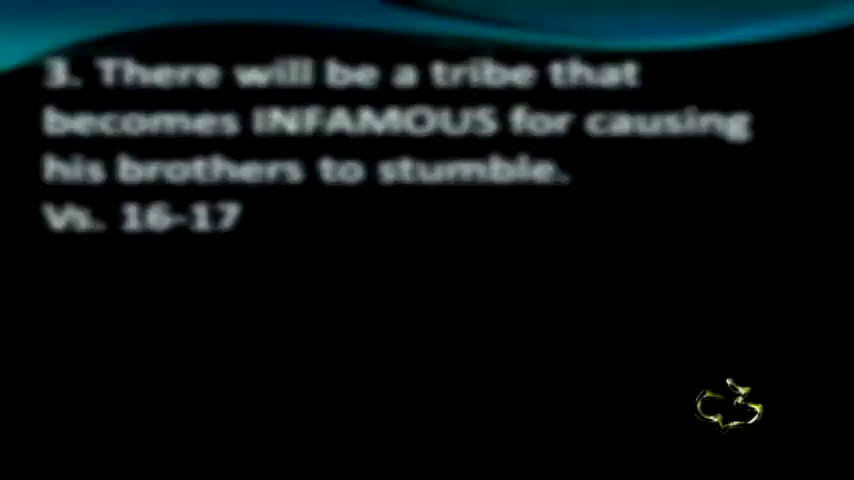 3. There will be a tribe that
becomes INFAMOUS for causing
his brothers to stumble.
Vs. 16-17